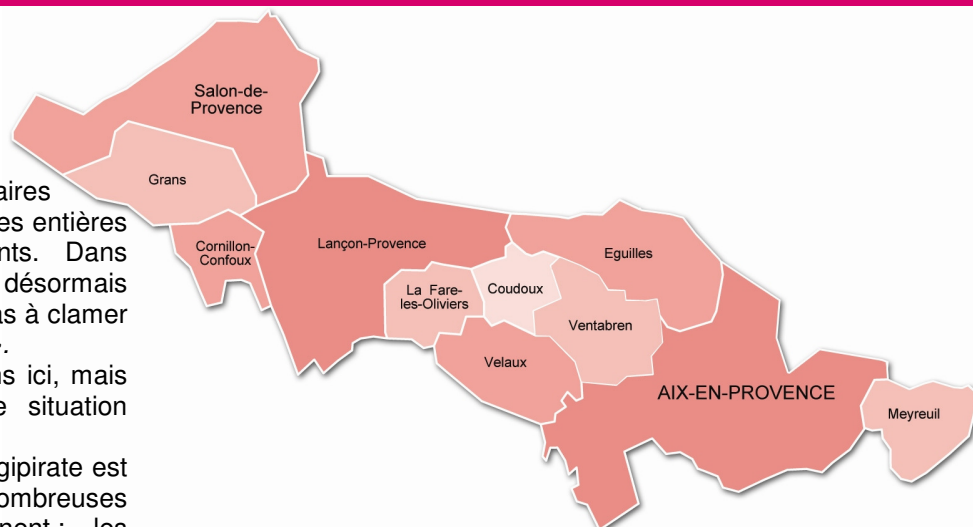 Salon-de-
Provence
Grans
Cornillon-
Confoux
Lançon-Provence
La Fare-
les-Oliviers
Coudoux
Eguilles
Ventabren
Velaux
AIX-EN-PROVENCE
Meyreuil
aires
es entières
nts. Dans
désormais
as à clamer
ns ici, mais
e situation
gipirate est
ombreuses